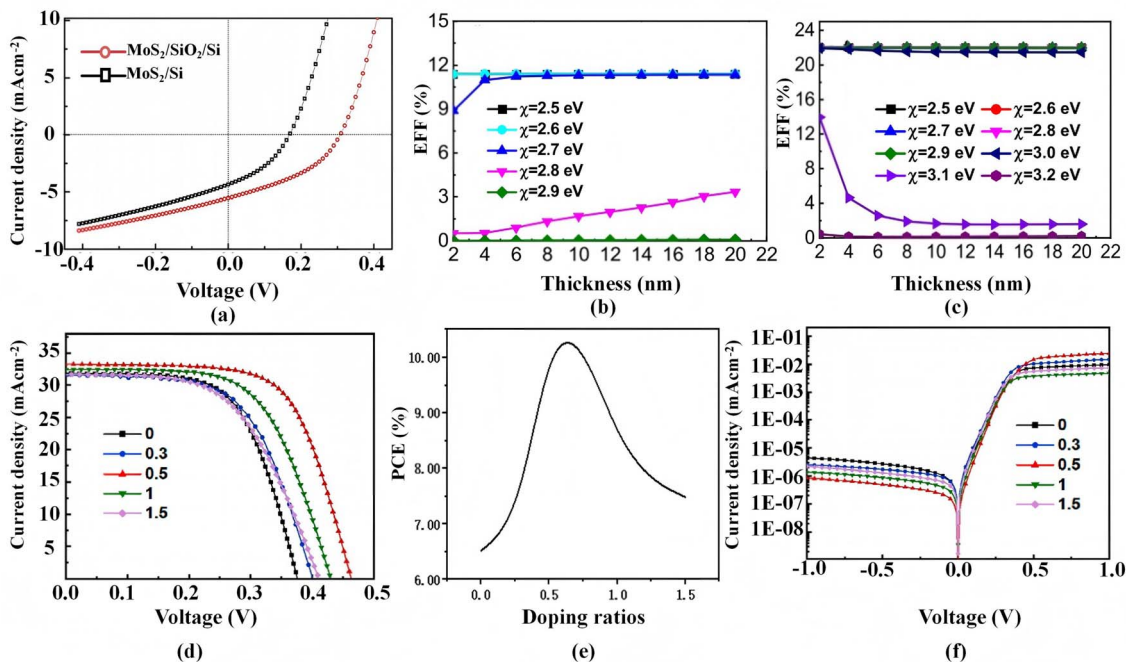 10
5
0
-5
-10
Current density (mAcm-2)
MoS2/SiO2/Si
MoS2/Si
-0.4
-0.2
0.0
0.2
0.4
Voltage (V)
(a)
15
12
9
6
3
0
EFF (%)
χ=2.5 eV
χ=2.6 eV
χ=2.7 eV
χ=2.8 eV
χ=2.9 eV
2 4 6 8 10 12 14 16 18 20 22
Thickness (nm)
(b)
24
20
16
12
8
4
0
EFF (%)
χ=2.5 eV χ=2.6 eV
χ=2.7 eV χ=2.8 eV
χ=2.9 eV χ=3.0 eV
χ=3.1 eV χ=3.2 eV
2 4 6 8 10 12 14 16 18 20 22
Thickness (nm)
(c)
35
30
25
20
15
10
5
0
Current density (mAcm-2)
0
0.3
0.5
1
1.5
0.0 0.1 0.2 0.3 0.4 0.5
Voltage (V)
(d)
10.00
9.00
8.00
7.00
6.00
PCE (%)
0.0 0.5 1.0 1.5
Doping ratios
(e)
1E-01
1E-02
1E-03
1E-04
1E-05
1E-06
1E-07
1E-08
Current density (mAcm-2)
0
0.3
0.5
1
1.5
-1.0 -0.5 0.0 0.5 1.0
Voltage (V)
(f)